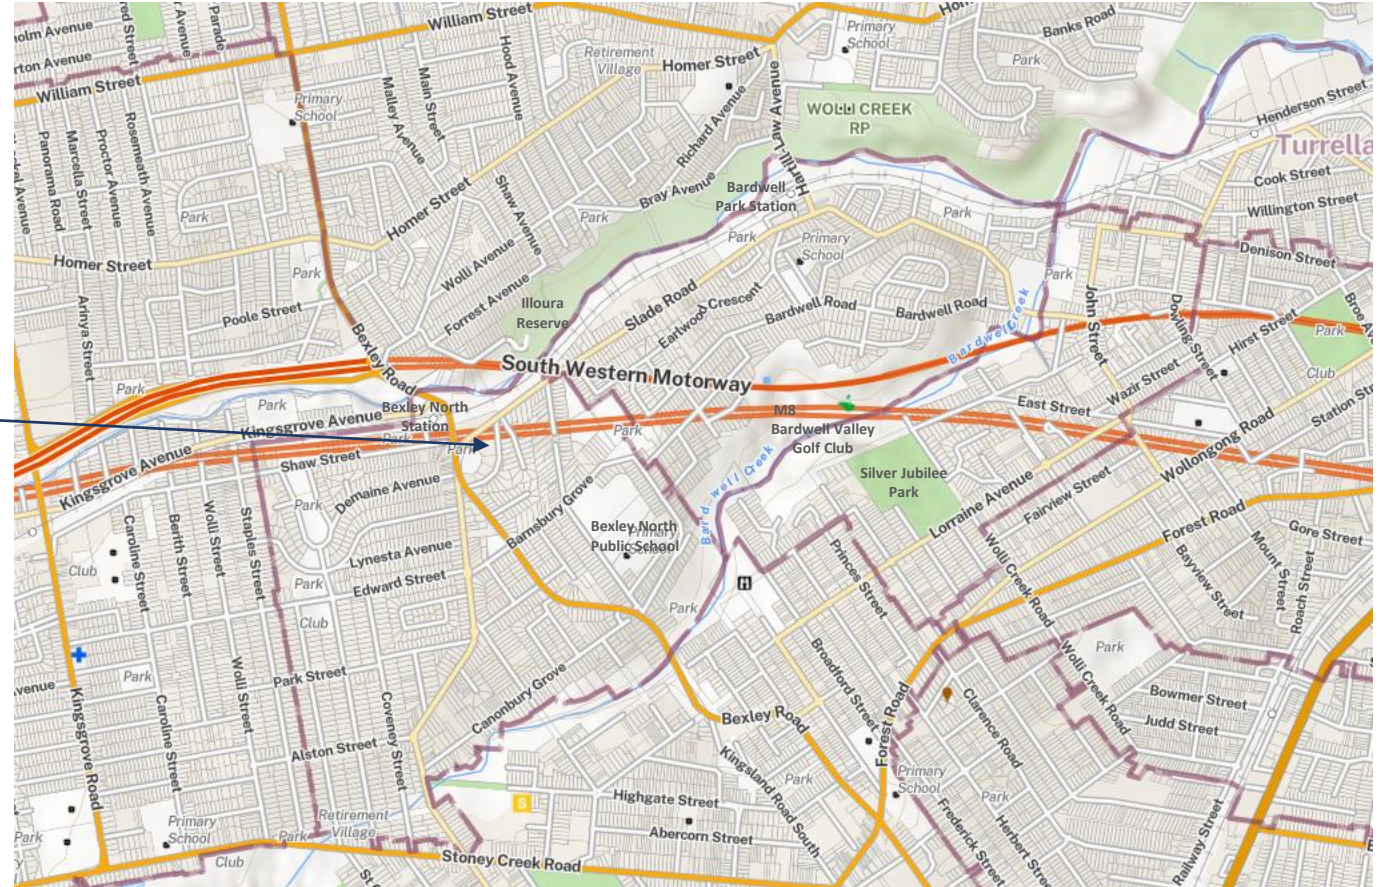 William Street
Banks Road
Primary
School
Retirement
Village
Homer Street
Park
William Street
Hood Avenue
Main Street
Malley Avenue
Primary
School
Richard Avenue
Hartill-Law Avenue
WOLLI CREEK
RP
Henderson Street
Turrella
Cook Street
Willington Street
Denison Street
Rosemeath Avenue
Proctor Avenue
Marcella Street
Panorama Road
Park
Homer Street
Shaw Avenue
Bray Avenue
Park
Bardwell
Park Station
Park
Primary
School
Park
Park
Homer Street
Wolli Avenue
Forrest Avenue
Park
Poole Street
Arinya Street
Illoura
Reserve
Slade Road
Earlwood Crescent
Bardwell Road
Bardwell Road
Bardwell Creek
John Street
Dowling Street
Hirst Street
Park
Club
Bexley Road
South Western Motorway
Park
Park
Bexley North
Station
Kingsgrove Avenue
Park
Park
Kingsgrove Avenue
Shaw Street
Park
M8
Bardwell Valley
Golf Club
East Street
Wazir Street
Wollongong Road
Station
Bardwell Creek
Silver Jubilee
Park
Lorraine Avenue
Fairview Street
Forest Road
Gore Street
Mount Street
Roach Street
Bayview Street
Demaine Avenue
Park
Barnsbury Grove
Bexley North
Public School
Primary
School
Lynesta Avenue
Edward Street
Park
Club
Club
Caroline Street
Berith Street
Wolli Street
Staples Street
Princes Street
Wolli Creek Road
Wolli Creek Road
Park
Park
Park Street
Park
Wolli Street
Caroline Street
Kingsgrove Road
Coveney Street
Alston Street
Canonbury Grove
Bexley Road
Broadford Street
Forest Road
Clarence Road
Bowmer Street
Judd Street
Kingsland Road South
Park
Primary
School
Park
Highgate Street
S
Abercorn Street
Frederick Street
Railway Street
Retirement
Village
Primary
School
Park
Park
Club
Stoney Creek Road